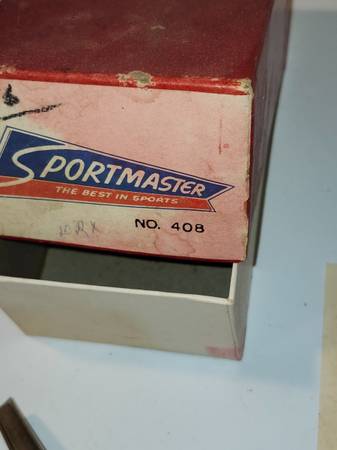 SPORTMASTER
THE BEST IN SPORTS
NO. 408